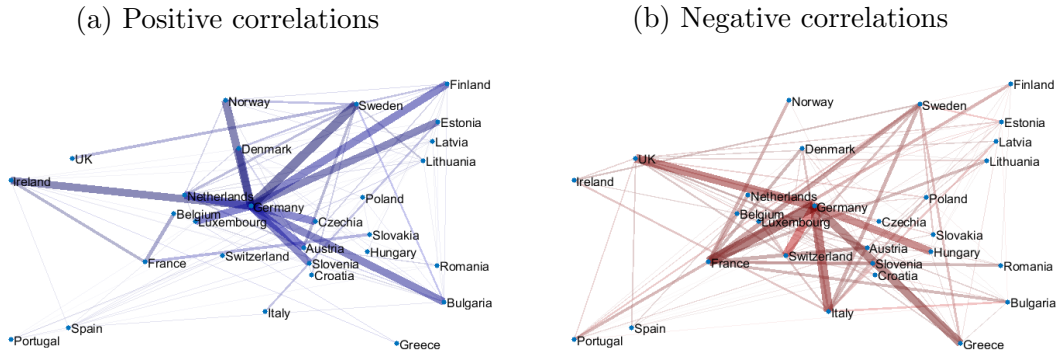 (a) Positive correlations
(b) Negative correlations
Finland
Norway
Sweden
Estonia
Latvia
Denmark
UK
Lithuania
Ireland
Netherlands
Poland
Germany
Belgium
Luxembourg
Czechia
Slovakia
Austria
Hungary
France
Switzerland
Slovenia
Romania
Croatia
Bulgaria
Italy
Spain
Portugal
Greece
Finland
Norway
Sweden
Estonia
Latvia
Denmark
UK
Lithuania
Ireland
Netherlands
Poland
Germany
Belgium
Luxembourg
Czechia
Slovakia
Austria
Hungary
France
Switzerland
Slovenia
Romania
Croatia
Bulgaria
Italy
Spain
Portugal
Greece